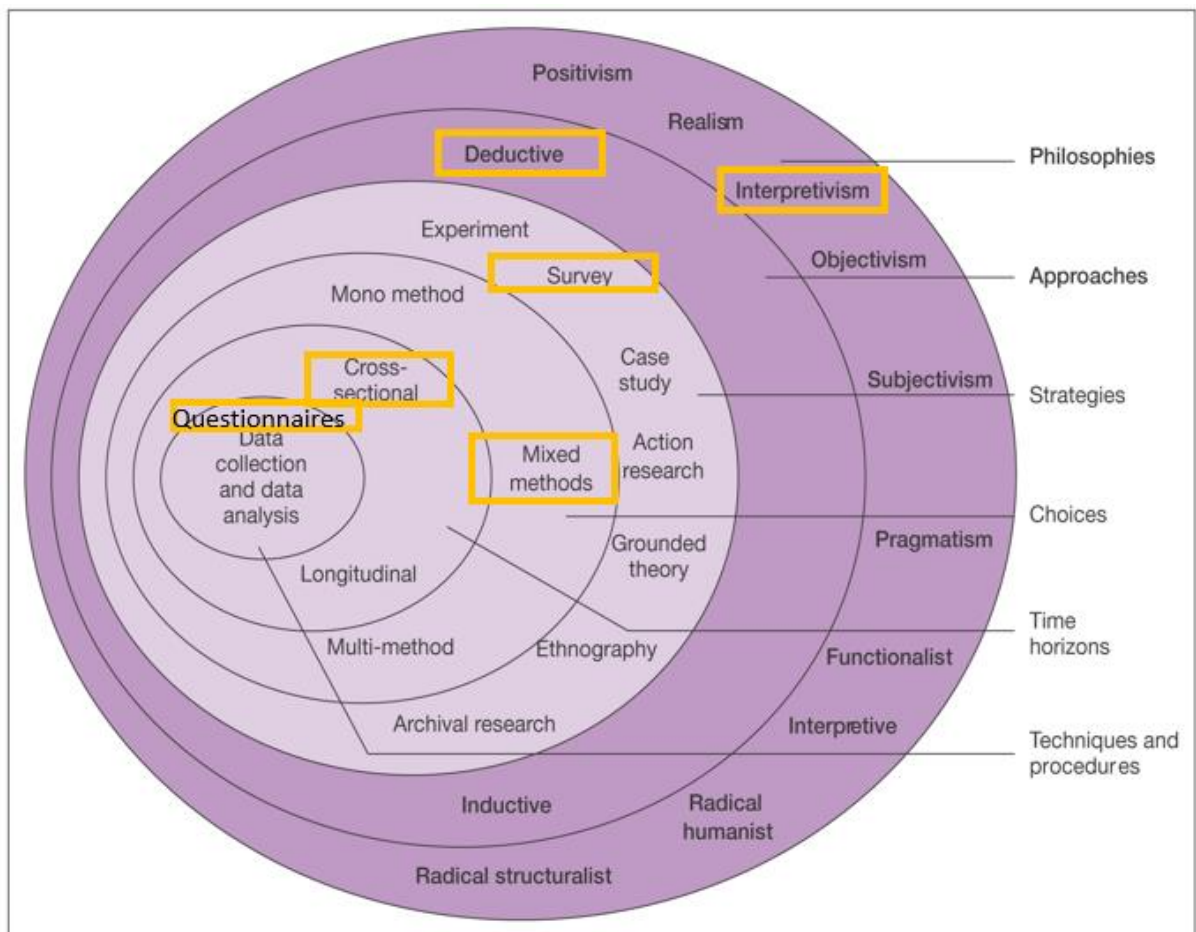 Positivism
Realism
Deductive
Philosophies
Interpretivism
Experiment
Objectivism
Survey
Approaches
Mono method
Case
study
Cross-
sectional
Subjectivism
Strategies
Questionnaires
Data
collection
and data
analysis
Mixed
methods
Action
research
Choices
Pragmatism
Grounded
theory
Longitudinal
Time
horizons
Multi-method
Ethnography
Functionalist
Archival research
Interpretive
Techniques and
procedures
Inductive
Radical
humanist
Radical structuralist